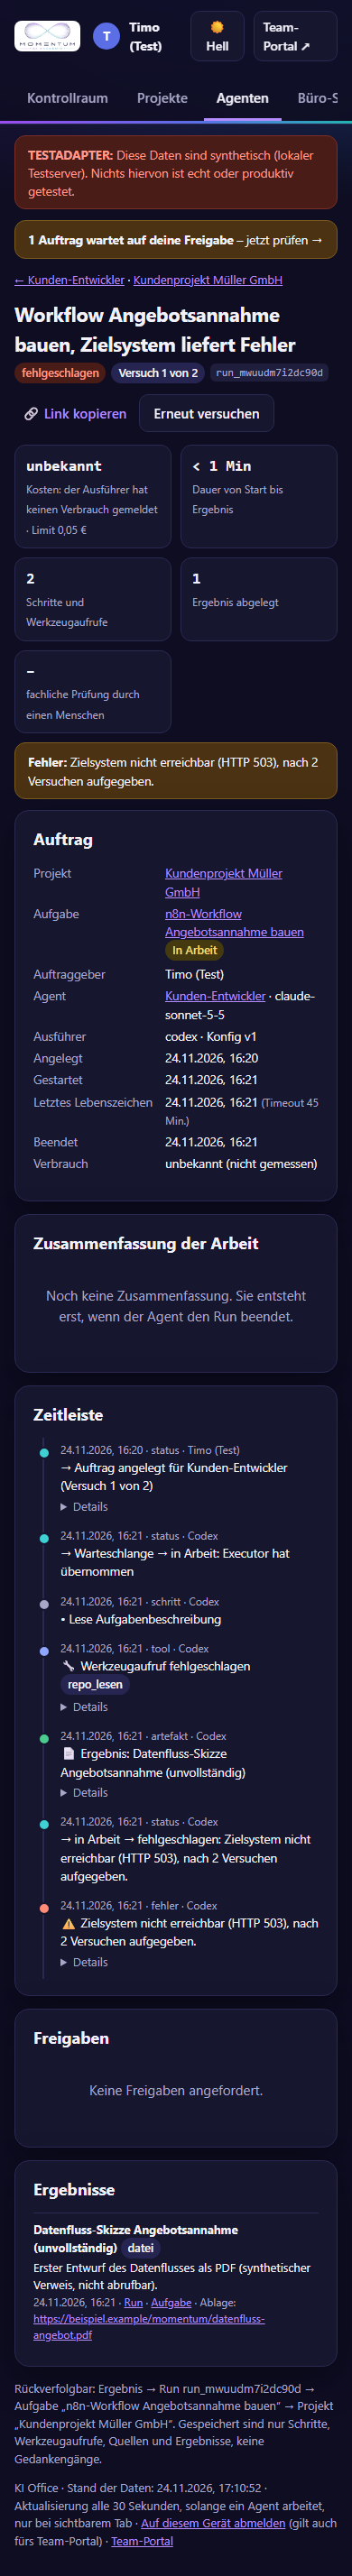 MOMENTUM
T
Timo
(Test)
Hell
Team-
Portal ↗
Kontrollraum
Projekte
Agenten
Büro-S
TESTADAPTER: Diese Daten sind synthetisch (lokaler
Testserver). Nichts hiervon ist echt oder produktiv
getestet.
1 Auftrag wartet auf deine Freigabe – jetzt prüfen →
← Kunden-Entwickler · Kundenprojekt Müller GmbH
Workflow Angebotsannahme
bauen, Zielsystem liefert Fehler
fehlgeschlagen
Versuch 1 von 2
run_mwuudm7i2dc90d
Link kopieren
Erneut versuchen
unbekannt
Kosten: der Ausführer hat
keinen Verbrauch gemeldet
· Limit 0,05 €
< 1 Min
Dauer von Start bis
Ergebnis
2
Schritte und
Werkzeugaufrufe
1
Ergebnis abgelegt
–
fachliche Prüfung durch
einen Menschen
Fehler: Zielsystem nicht erreichbar (HTTP 503), nach 2
Versuchen aufgegeben.
Auftrag
Projekt
Kundenprojekt Müller
GmbH
Aufgabe
n8n-Workflow
Angebotsannahme bauen
In Arbeit
Auftraggeber
Timo (Test)
Agent
Kunden-Entwickler · claude-
sonnet-5-5
Ausführer
codex · Konfig v1
Angelegt
24.11.2026, 16:20
Gestartet
24.11.2026, 16:21
Letztes Lebenszeichen
24.11.2026, 16:21 (Timeout 45
Min.)
Beendet
24.11.2026, 16:21
Verbrauch
unbekannt (nicht gemessen)
Zusammenfassung der Arbeit
Noch keine Zusammenfassung. Sie entsteht
erst, wenn der Agent den Run beendet.
Zeitleiste
24.11.2026, 16:20 · status · Timo (Test)
→ Auftrag angelegt für Kunden-Entwickler
(Versuch 1 von 2)
▶ Details
24.11.2026, 16:21 · status · Codex
→ Warteschlange → in Arbeit: Executor hat
übernommen
24.11.2026, 16:21 · schritt · Codex
• Lese Aufgabenbeschreibung
24.11.2026, 16:21 · tool · Codex
Werkzeugaufruf fehlgeschlagen
repo_lesen
▶ Details
24.11.2026, 16:21 · artefakt · Codex
Ergebnis: Datenfluss-Skizze
Angebotsannahme (unvollständig)
▶ Details
24.11.2026, 16:21 · status · Codex
→ in Arbeit → fehlgeschlagen: Zielsystem nicht
erreichbar (HTTP 503), nach 2 Versuchen
aufgegeben.
24.11.2026, 16:21 · fehler · Codex
Zielsystem nicht erreichbar (HTTP 503), nach
2 Versuchen aufgegeben.
▶ Details
Freigaben
Keine Freigaben angefordert.
Ergebnisse
Datenfluss-Skizze Angebotsannahme
(unvollständig) datei
Erster Entwurf des Datenflusses als PDF (synthetischer
Verweis, nicht abrufbar).
24.11.2026, 16:21 · Run · Aufgabe · Ablage:
https://beispiel.example/momentum/datenfluss-
angebot.pdf
Rückverfolgbar: Ergebnis → Run run_mwuudm7i2dc90d →
Aufgabe „n8n-Workflow Angebotsannahme bauen“ → Projekt
„Kundenprojekt Müller GmbH“. Gespeichert sind nur Schritte,
Werkzeugaufrufe, Quellen und Ergebnisse, keine
Gedankengänge.
KI Office · Stand der Daten: 24.11.2026, 17:10:52 ·
Aktualisierung alle 30 Sekunden, solange ein Agent arbeitet,
nur bei sichtbarem Tab · Auf diesem Gerät abmelden (gilt auch
fürs Team-Portal) · Team-Portal